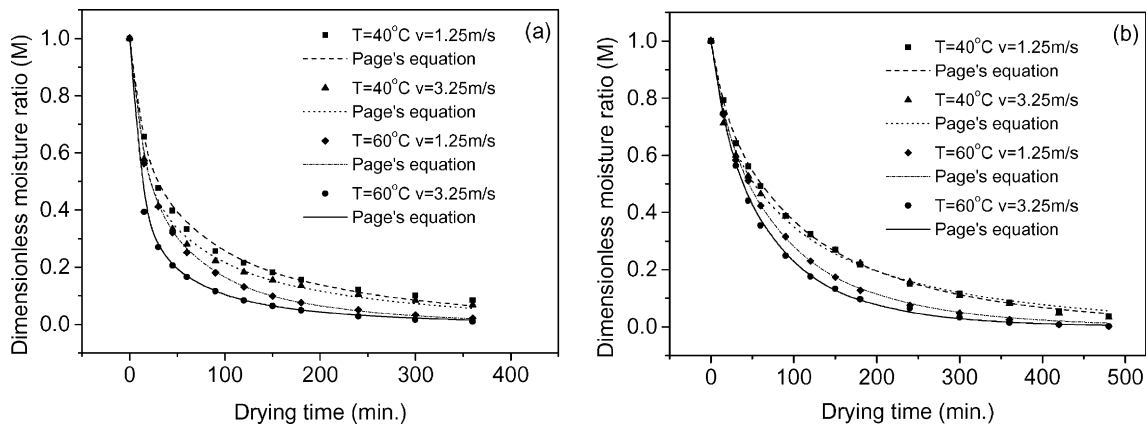 (a)
T=40°C v=1.25m/s
Page's equation
T=40°C v=3.25m/s
Page's equation
T=60°C v=1.25m/s
Page's equation
T=60°C v=3.25m/s
Page's equation
Dimensionless moisture ratio (M)
1.0
0.8
0.6
0.4
0.2
0.0
0
100
200
300
400
Drying time (min.)
(b)
T=40°C v=1.25m/s
Page's equation
T=40°C v=3.25m/s
Page's equation
T=60°C v=1.25m/s
Page's equation
T=60°C v=3.25m/s
Page's equation
Dimensionless moisture ratio (M)
1.0
0.8
0.6
0.4
0.2
0.0
0
100
200
300
400
500
Drying time (min.)